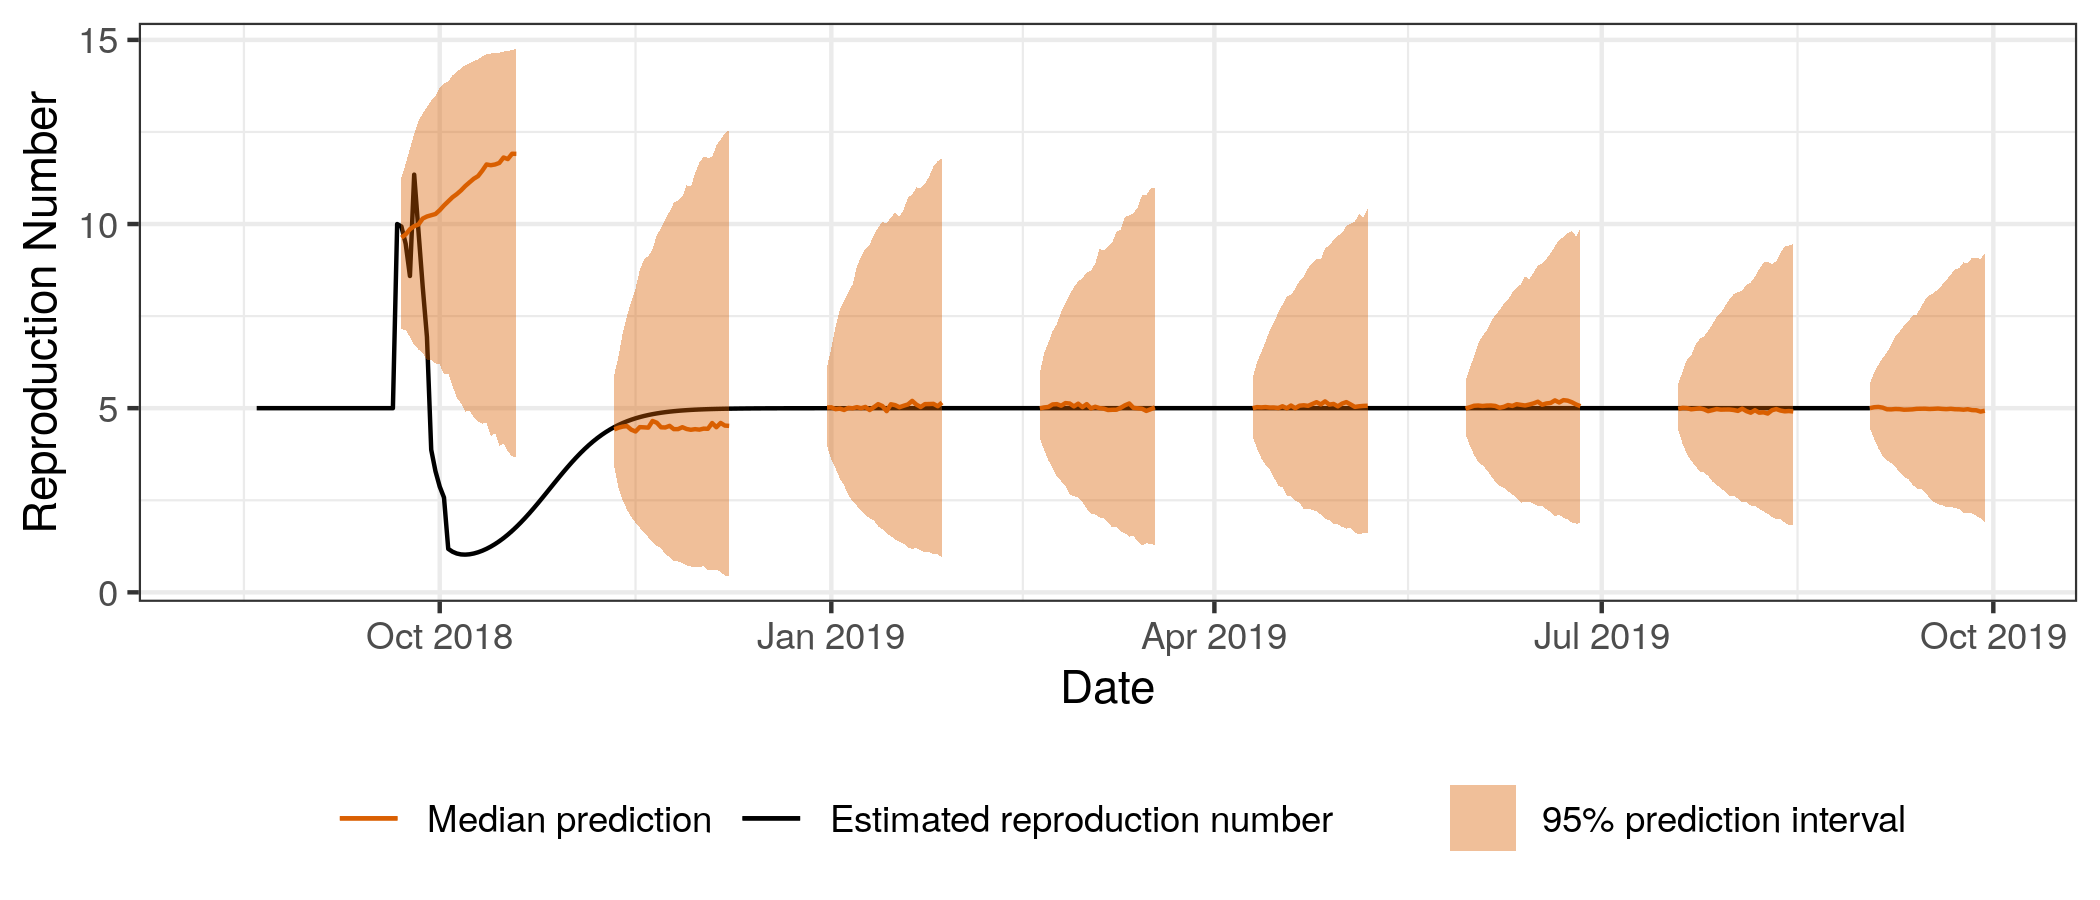 Reproduction Number
15
10
5
0
Oct 2018
Jan 2019
Apr 2019
Jul 2019
Oct 2019
Date
Median prediction
Estimated reproduction number
95% prediction interval